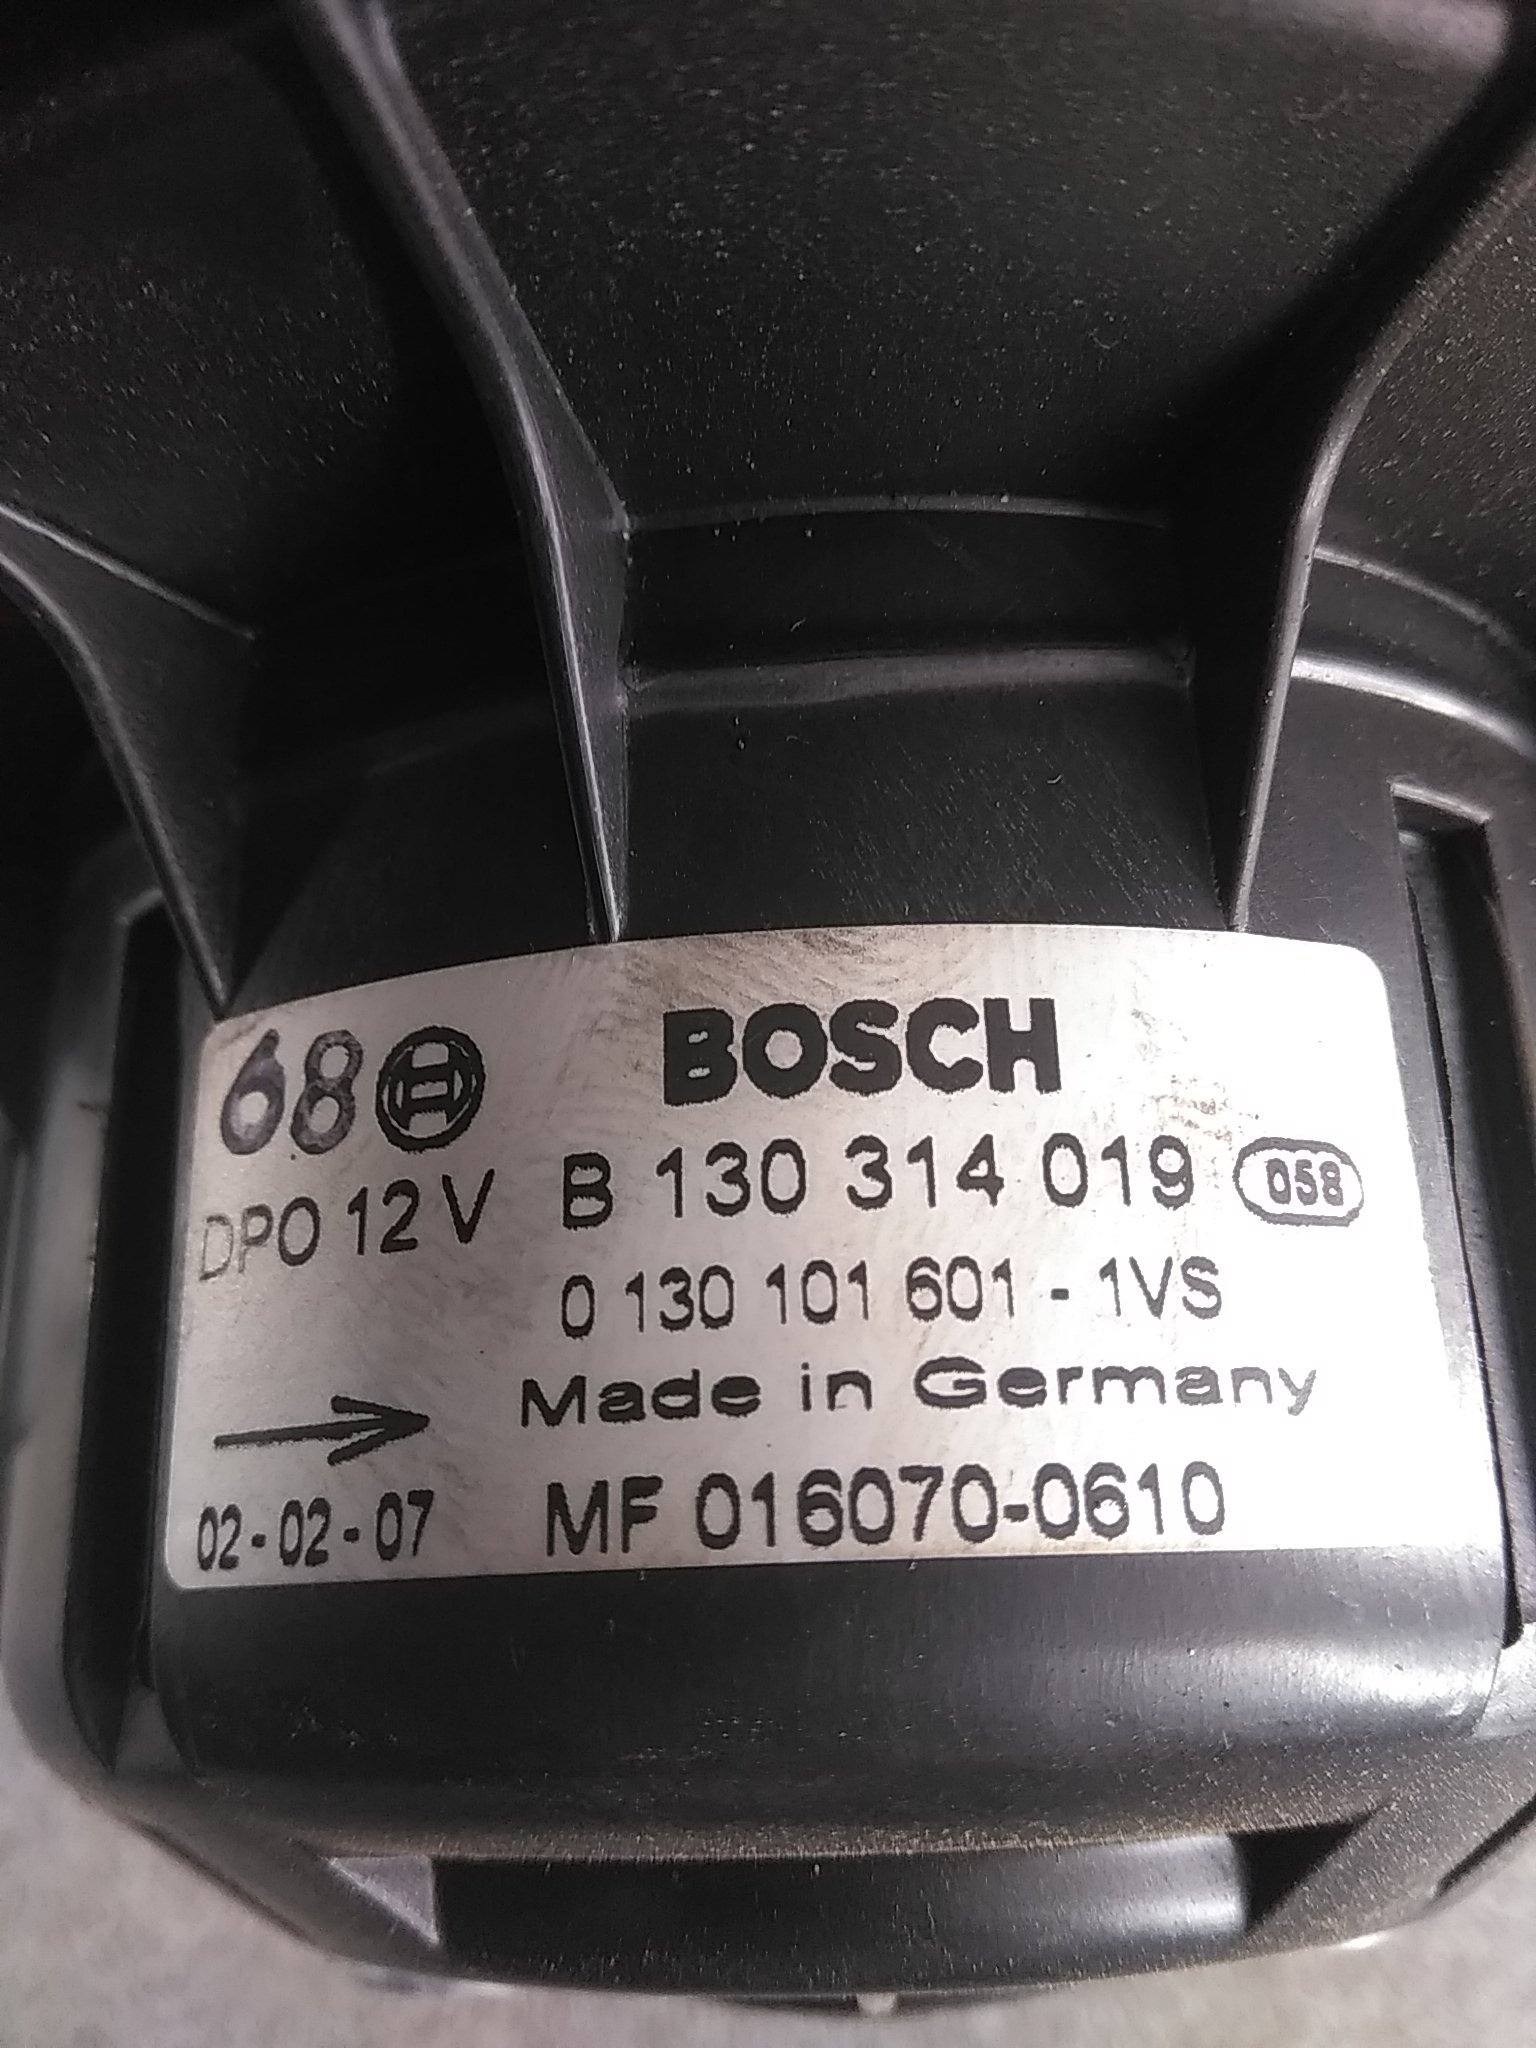 68 BOSCH
DPO 12 V B 130 314 019 058
0 130 101 601 - 1VS
Made in Germany
02-02-07 MF 016070-0610